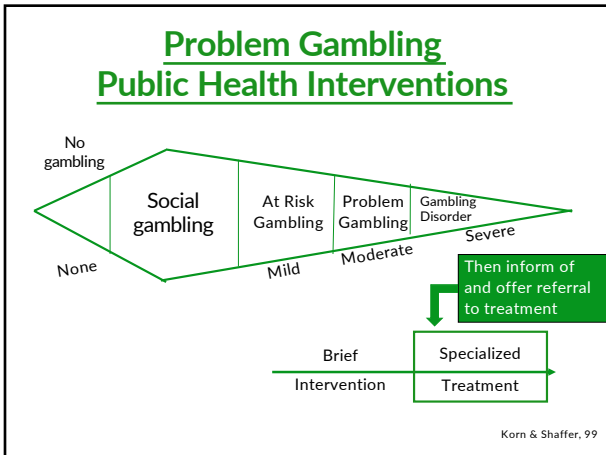 Problem Gambling
Public Health Interventions
No
gambling
Social
gambling
At Risk
Gambling
Problem
Gambling
Gambling
Disorder
None
Mild
Moderate
Severe
Then inform of
and offer referral
to treatment
Brief
Intervention
Specialized
Treatment
Korn & Shaffer, 99